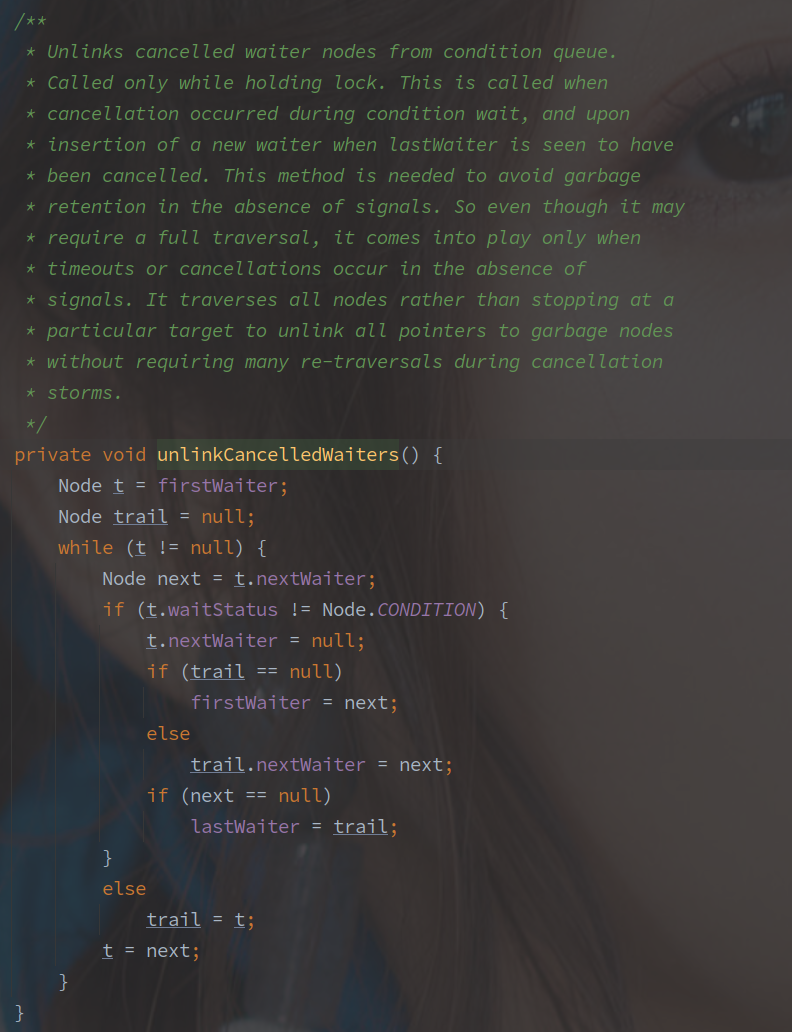 /**
 * Unlinks cancelled waiter nodes from condition queue.
 * Called only while holding lock. This is called when
 * cancellation occurred during condition wait, and upon
 * insertion of a new waiter when lastWaiter is seen to have
 * been cancelled. This method is needed to avoid garbage
 * retention in the absence of signals. So even though it may
 * require a full traversal, it comes into play only when
 * timeouts or cancellations occur in the absence of
 * signals. It traverses all nodes rather than stopping at a
 * particular target to unlink all pointers to garbage nodes
 * without requiring many re-traversals during cancellation
 * storms.
 */
private void unlinkCancelledWaiters() {
    Node t = firstWaiter;
    Node trail = null;
    while (t != null) {
        Node next = t.nextWaiter;
        if (t.waitStatus != Node.CONDITION) {
            t.nextWaiter = null;
            if (trail == null)
                firstWaiter = next;
            else
                trail.nextWaiter = next;
            if (next == null)
                lastWaiter = trail;
        }
        else
            trail = t;
        t = next;
    }
}